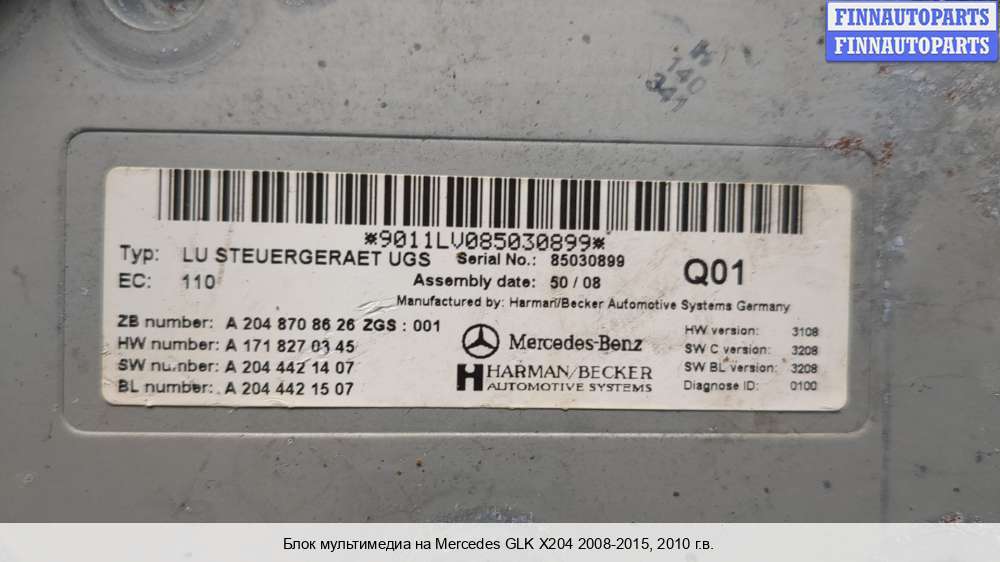 FINNAUTOPARTS
FINNAUTOPARTS
*9011LV085030899*
Typ: LU STEUERGERAET UGS Serial No.: 85030899
EC: 110 Assembly date: 50 / 08 Q01
Manufactured by: Harman/Becker Automotive Systems Germany
ZB number: A 204 870 86 26 ZGS : 001
HW number: A 171 827 03 45
SW number: A 204 442 14 07
BL number: A 204 442 15 07
Mercedes-Benz
HARMAN/BECKER
AUTOMOTIVE SYSTEMS
HW version: 3108
SW C version: 3208
SW BL version: 3208
Diagnose ID: 0100
Блок мультимедиа на Mercedes GLK X204 2008-2015, 2010 г.в.